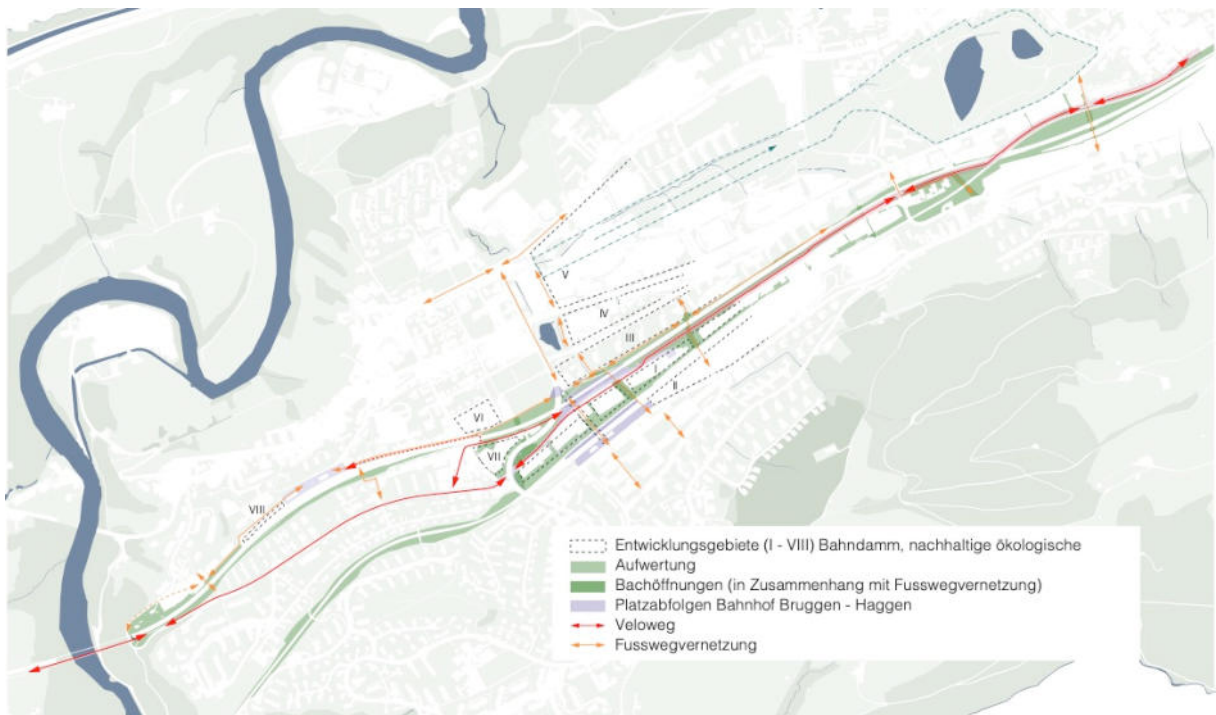 V
IV
III
I
II
VI
VII
VIII
Entwicklungsgebiete (I - VIII) Bahndamm, nachhaltige ökologische
Aufwertung
Bachöffnungen (in Zusammenhang mit Fusswegvernetzung)
Platzabfolgen Bahnhof Bruggen - Haggen
Veloweg
Fusswegvernetzung